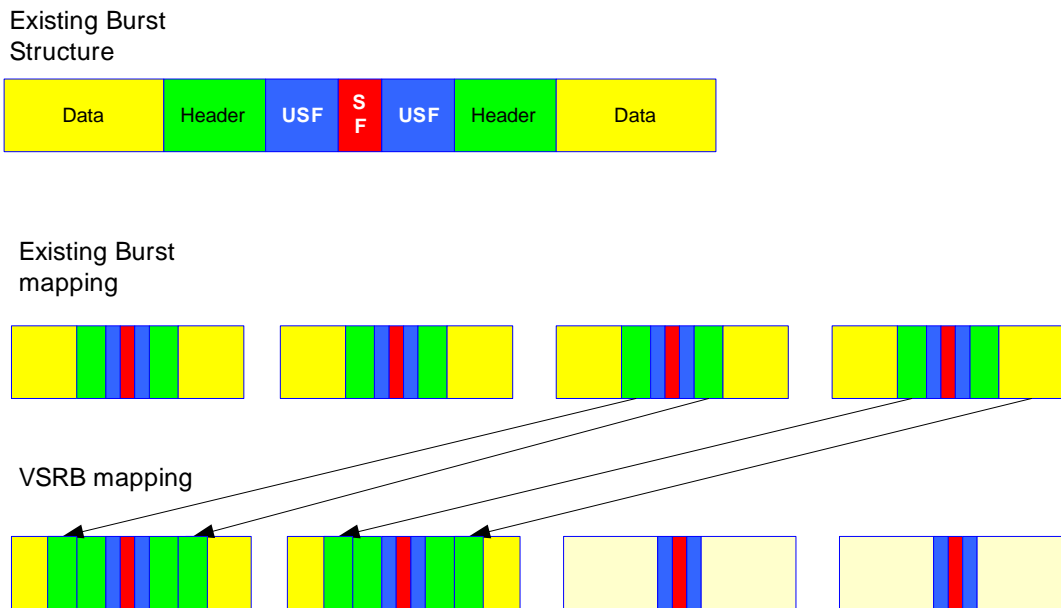 Existing Burst
Structure
Data Header USF S F USF Header Data
Existing Burst
mapping
VSRB mapping